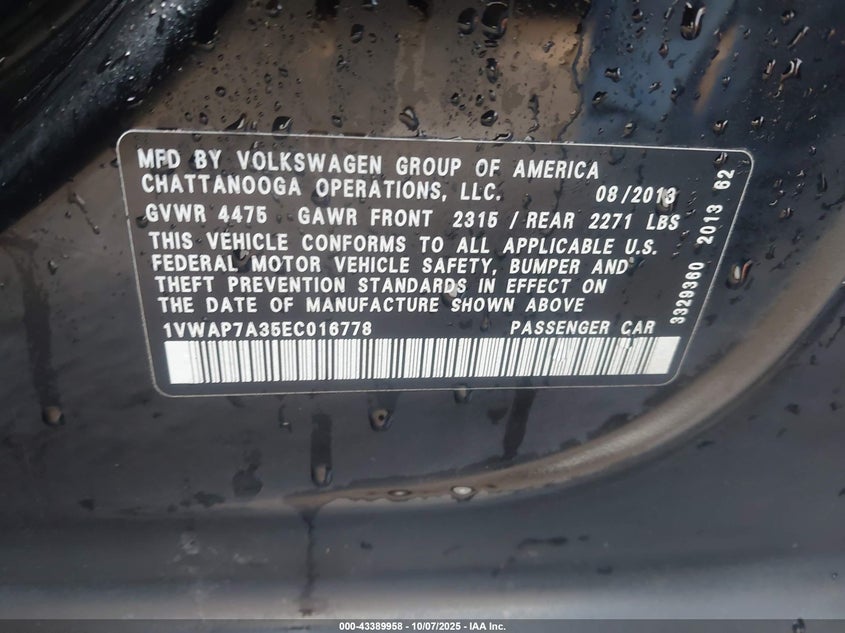 MFD BY VOLKSWAGEN GROUP OF AMERICA
CHATTANOOGA OPERATIONS, LLC. 08/2013
GVWR 4475 GAWR FRONT 2315 / REAR 2271 LBS
THIS VEHICLE CONFORMS TO ALL APPLICABLE U.S.
FEDERAL MOTOR VEHICLE SAFETY, BUMPER AND
THEFT PREVENTION STANDARDS IN EFFECT ON
THE DATE OF MANUFACTURE SHOWN ABOVE
1VWAP7A35EC016778 PASSENGER CAR
3329360 2013 62
000-43389958 - 10/07/2025 - IAA Inc.